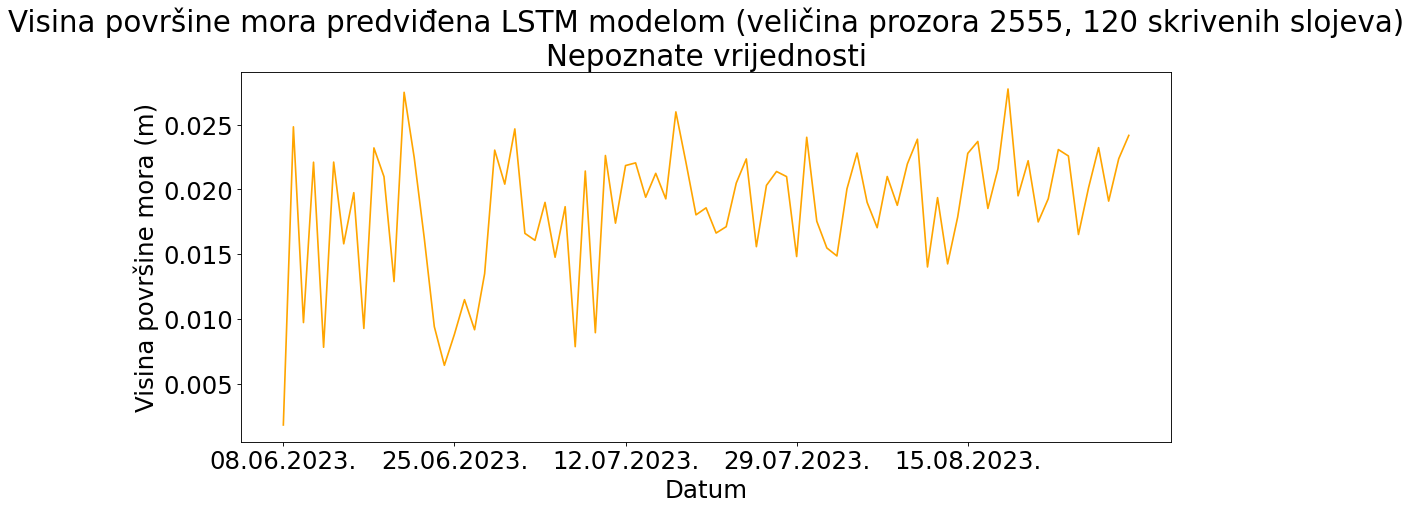 Visina površine mora predviđena LSTM modelom (veličina prozora 2555, 120 skrivenih slojeva)
Nepoznate vrijednosti
Visina površine mora (m)
0.025
0.020
0.015
0.010
0.005
08.06.2023. 25.06.2023. 12.07.2023. 29.07.2023. 15.08.2023.
Datum